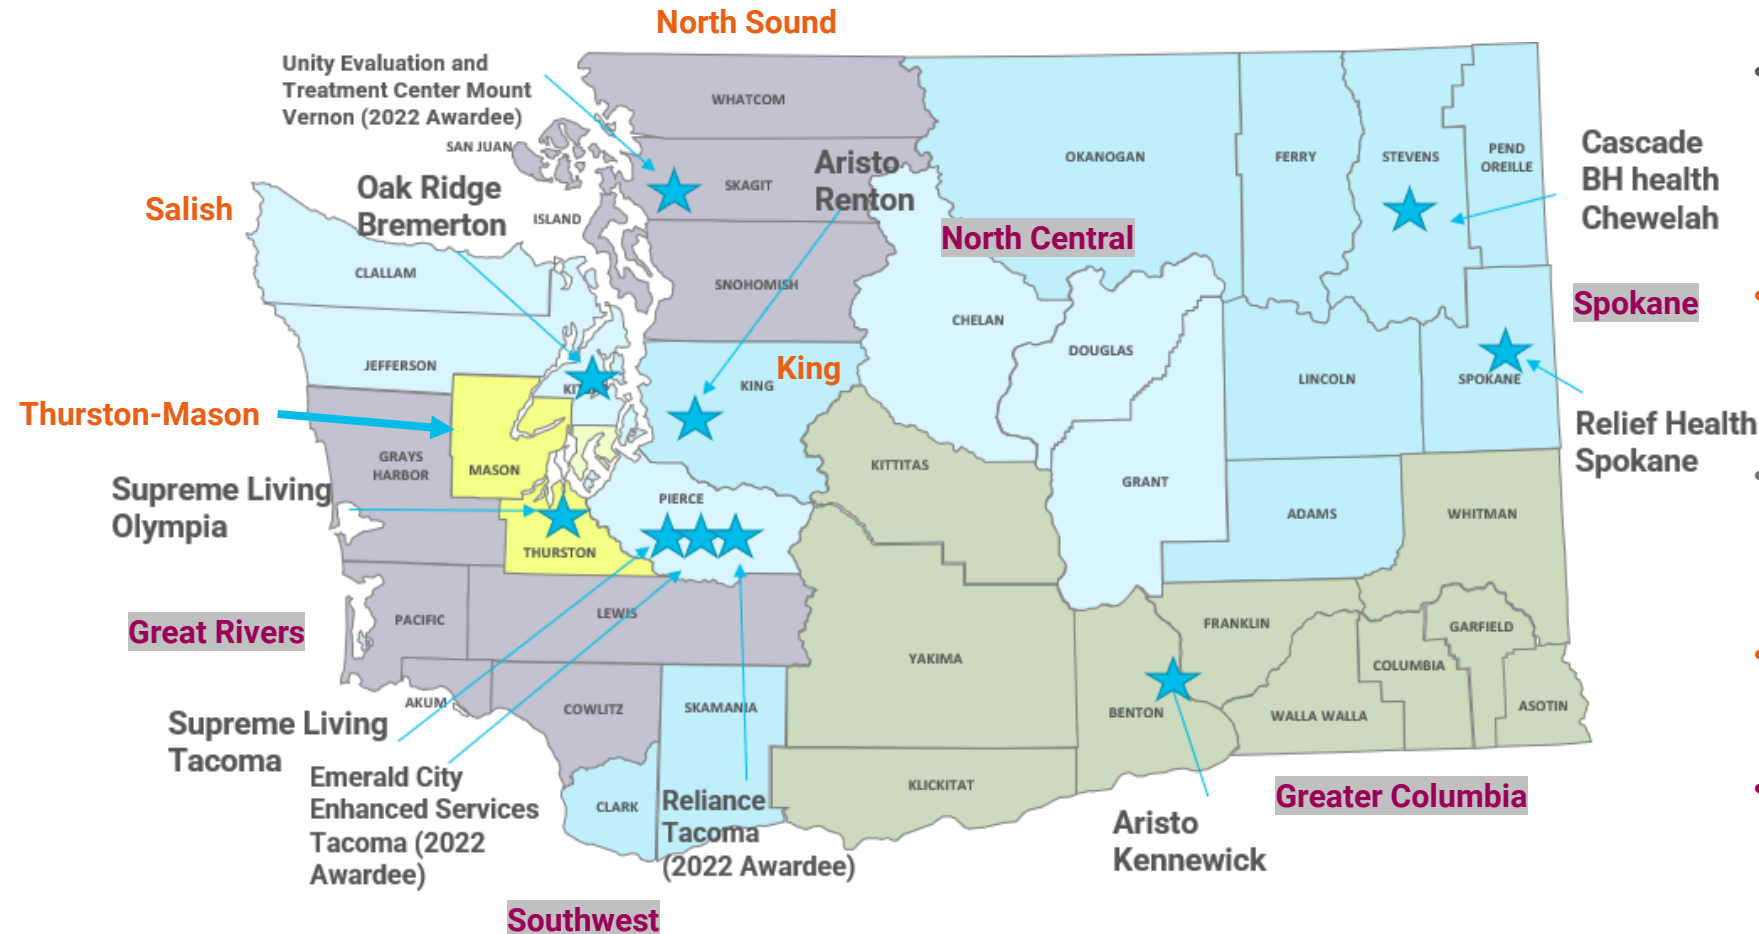 North Sound
Unity Evaluation and
Treatment Center Mount
Vernon (2022 Awardee)
WHATCOM
SAN JUAN
SKAGIT
Aristo
Renton
OKANOGAN
FERRY
STEVENS
PEND
OREILLE
Cascade
BH health
Chewelah
Salish
Oak Ridge
Bremerton
ISLAND
North Central
CLALLAM
SNOHOMISH
Spokane
CHELAN
DOUGLAS
JEFFERSON
KING
King
LINCOLN
SPOKANE
Thurston-Mason
Relief Health
Spokane
GRAYS
HARBOR
MASON
KITTITAS
GRANT
Supreme Living
Olympia
PIERCE
ADAMS
WHITMAN
THURSTON
Great Rivers
PACIFIC
LEWIS
YAKIMA
FRANKLIN
GARFIELD
COLUMBIA
AKUM
COWLITZ
SKAMANIA
BENTON
WALLA WALLA
ASOTIN
Supreme Living
Tacoma
Emerald City
Enhanced Services
Tacoma (2022
Awardee)
CLARK
Reliance
Tacoma
(2022 Awardee)
KLICKITAT
Greater Columbia
Aristo
Kennewick
Southwest